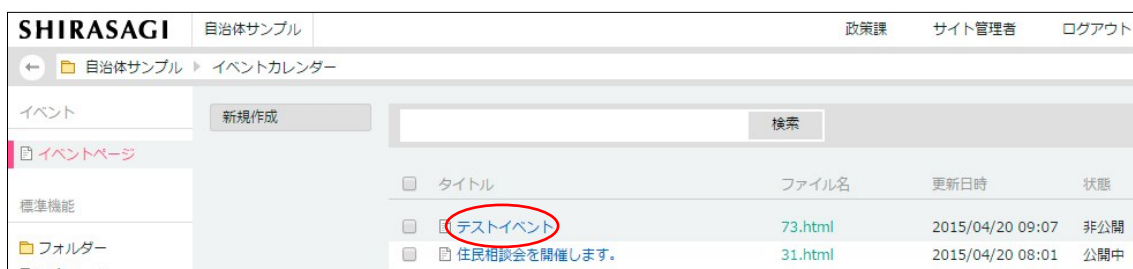 SHIRASAGI 自治体サンプル 政策課 サイト管理者 ログアウト
自治体サンプル イベントカレンダー
イベント
新規作成
検索
イベントページ
タイトル ファイル名 更新日時 状態
標準機能
テストイベント 73.html 2015/04/20 09:07 非公開
フォルダー
住民相談会を開催します。 31.html 2015/04/20 08:01 公開中